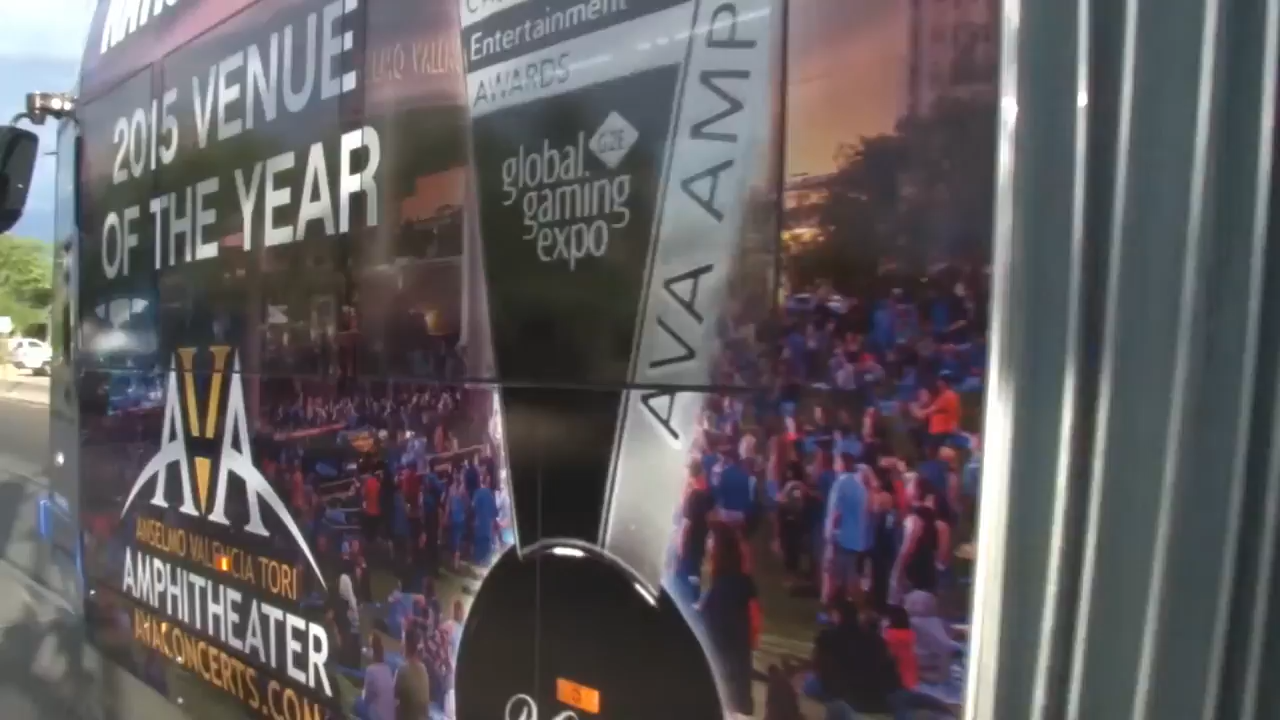 2015 VENUE
OF THE YEAR
AVA
ANSELMO VALENCIA TORI
AMPHITHEATER
AVACONCERTS.COM
Entertainment
AWARDS
G2E
global
gaming
expo
AVA AMP